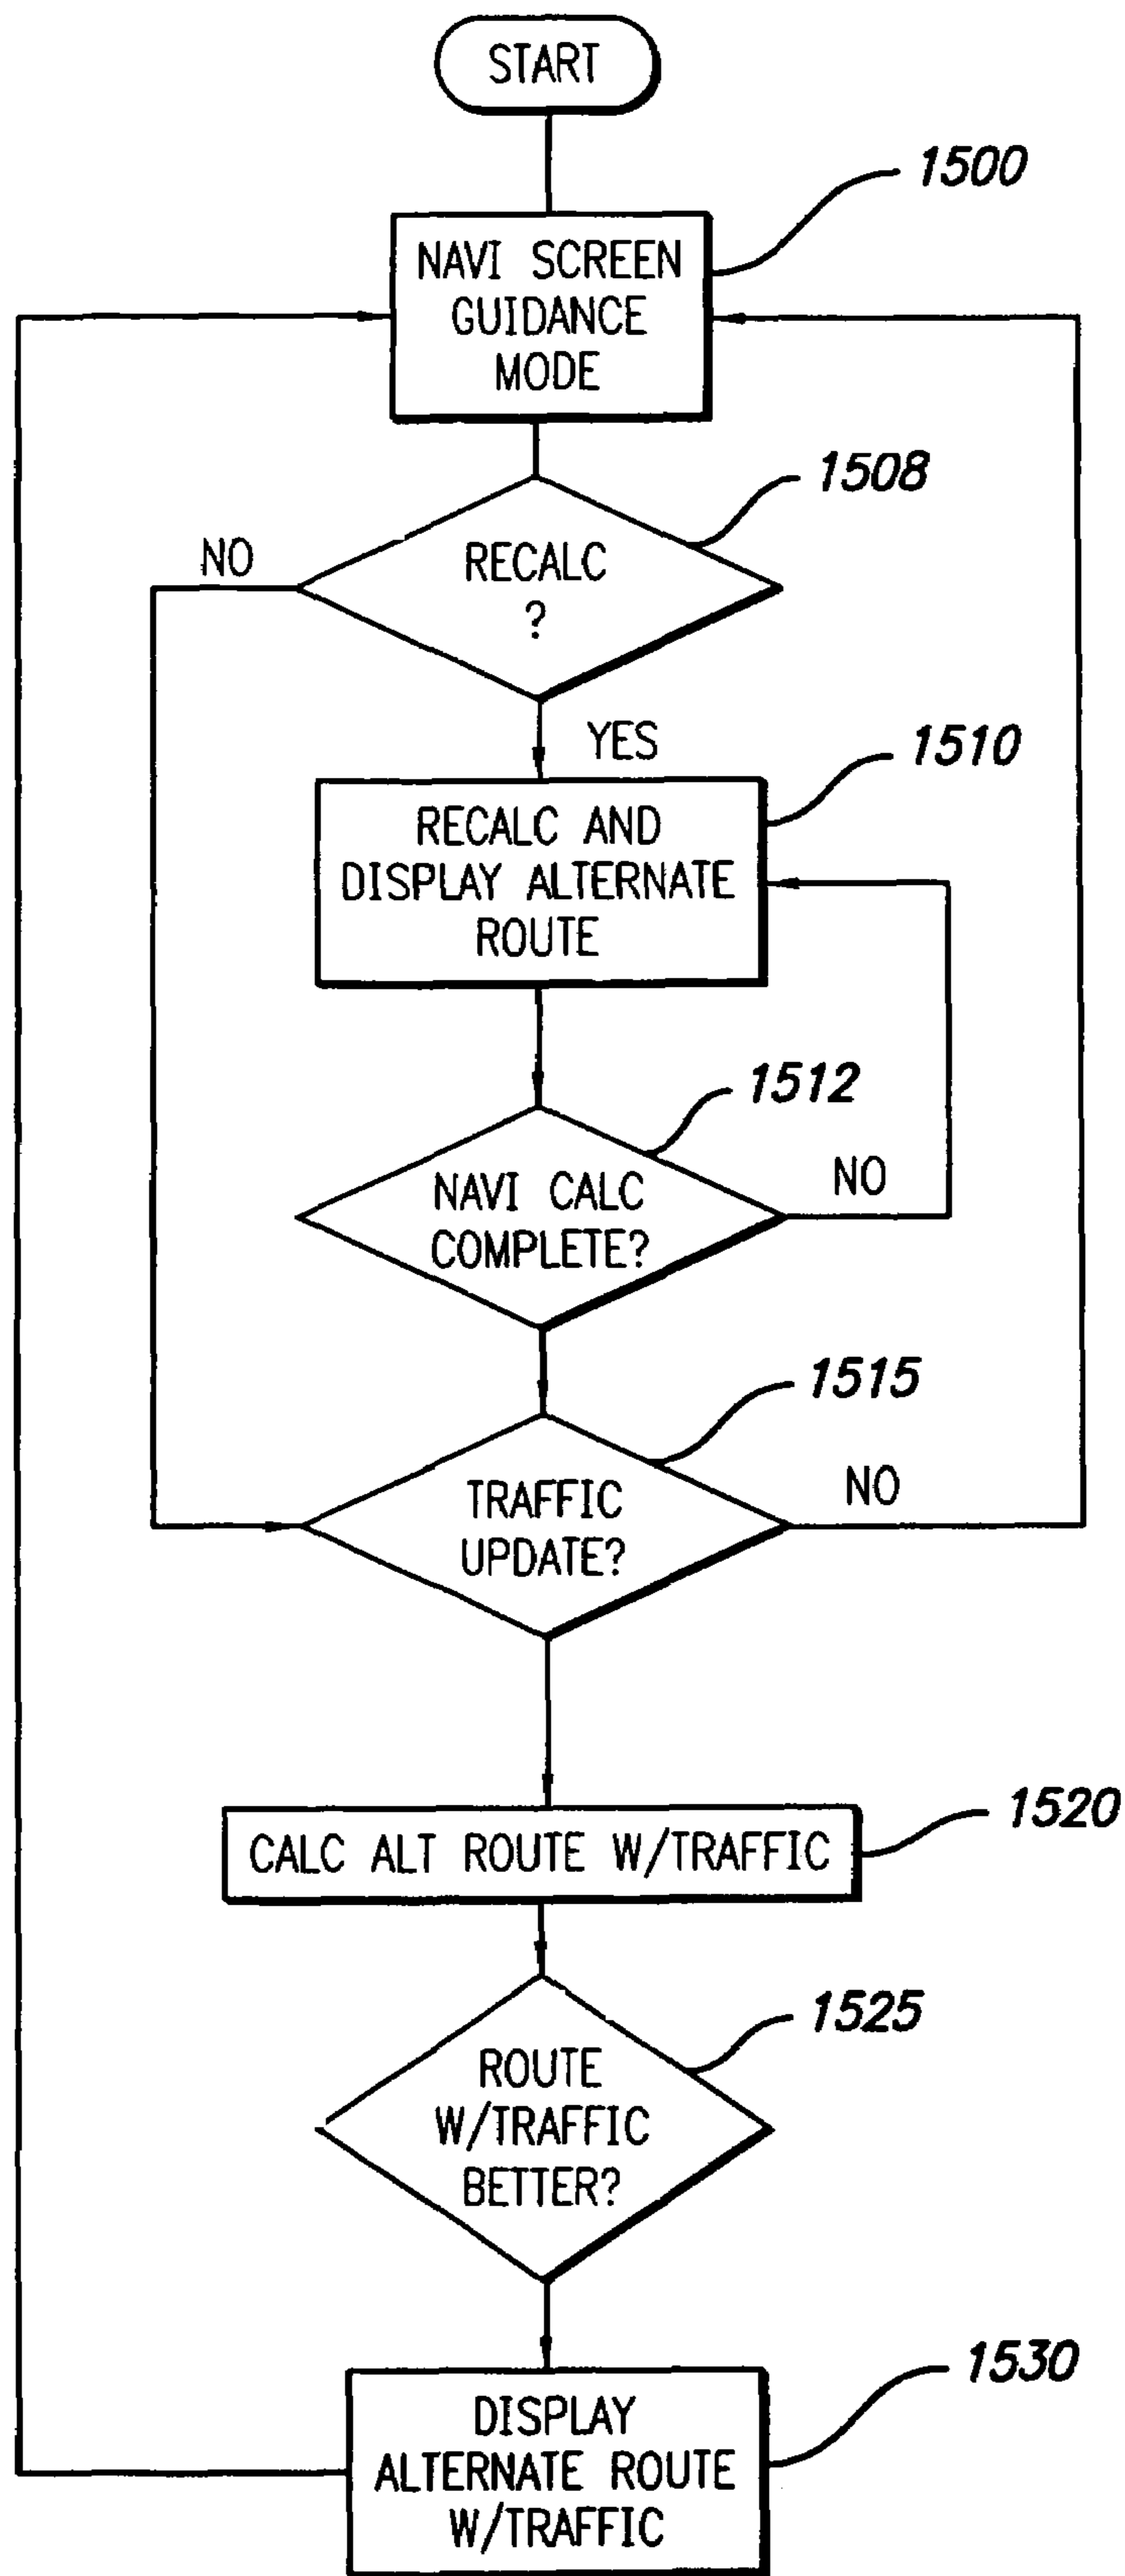 START
1500
NAVI SCREEN
GUIDANCE
MODE
1508
NO
RECALC
?
YES
1510
RECALC AND
DISPLAY ALTERNATE
ROUTE
1512
NAVI CALC
COMPLETE?
NO
1515
TRAFFIC
UPDATE?
NO
1520
CALC ALT ROUTE W/TRAFFIC
1525
ROUTE
W/TRAFFIC
BETTER?
1530
DISPLAY
ALTERNATE ROUTE
W/TRAFFIC